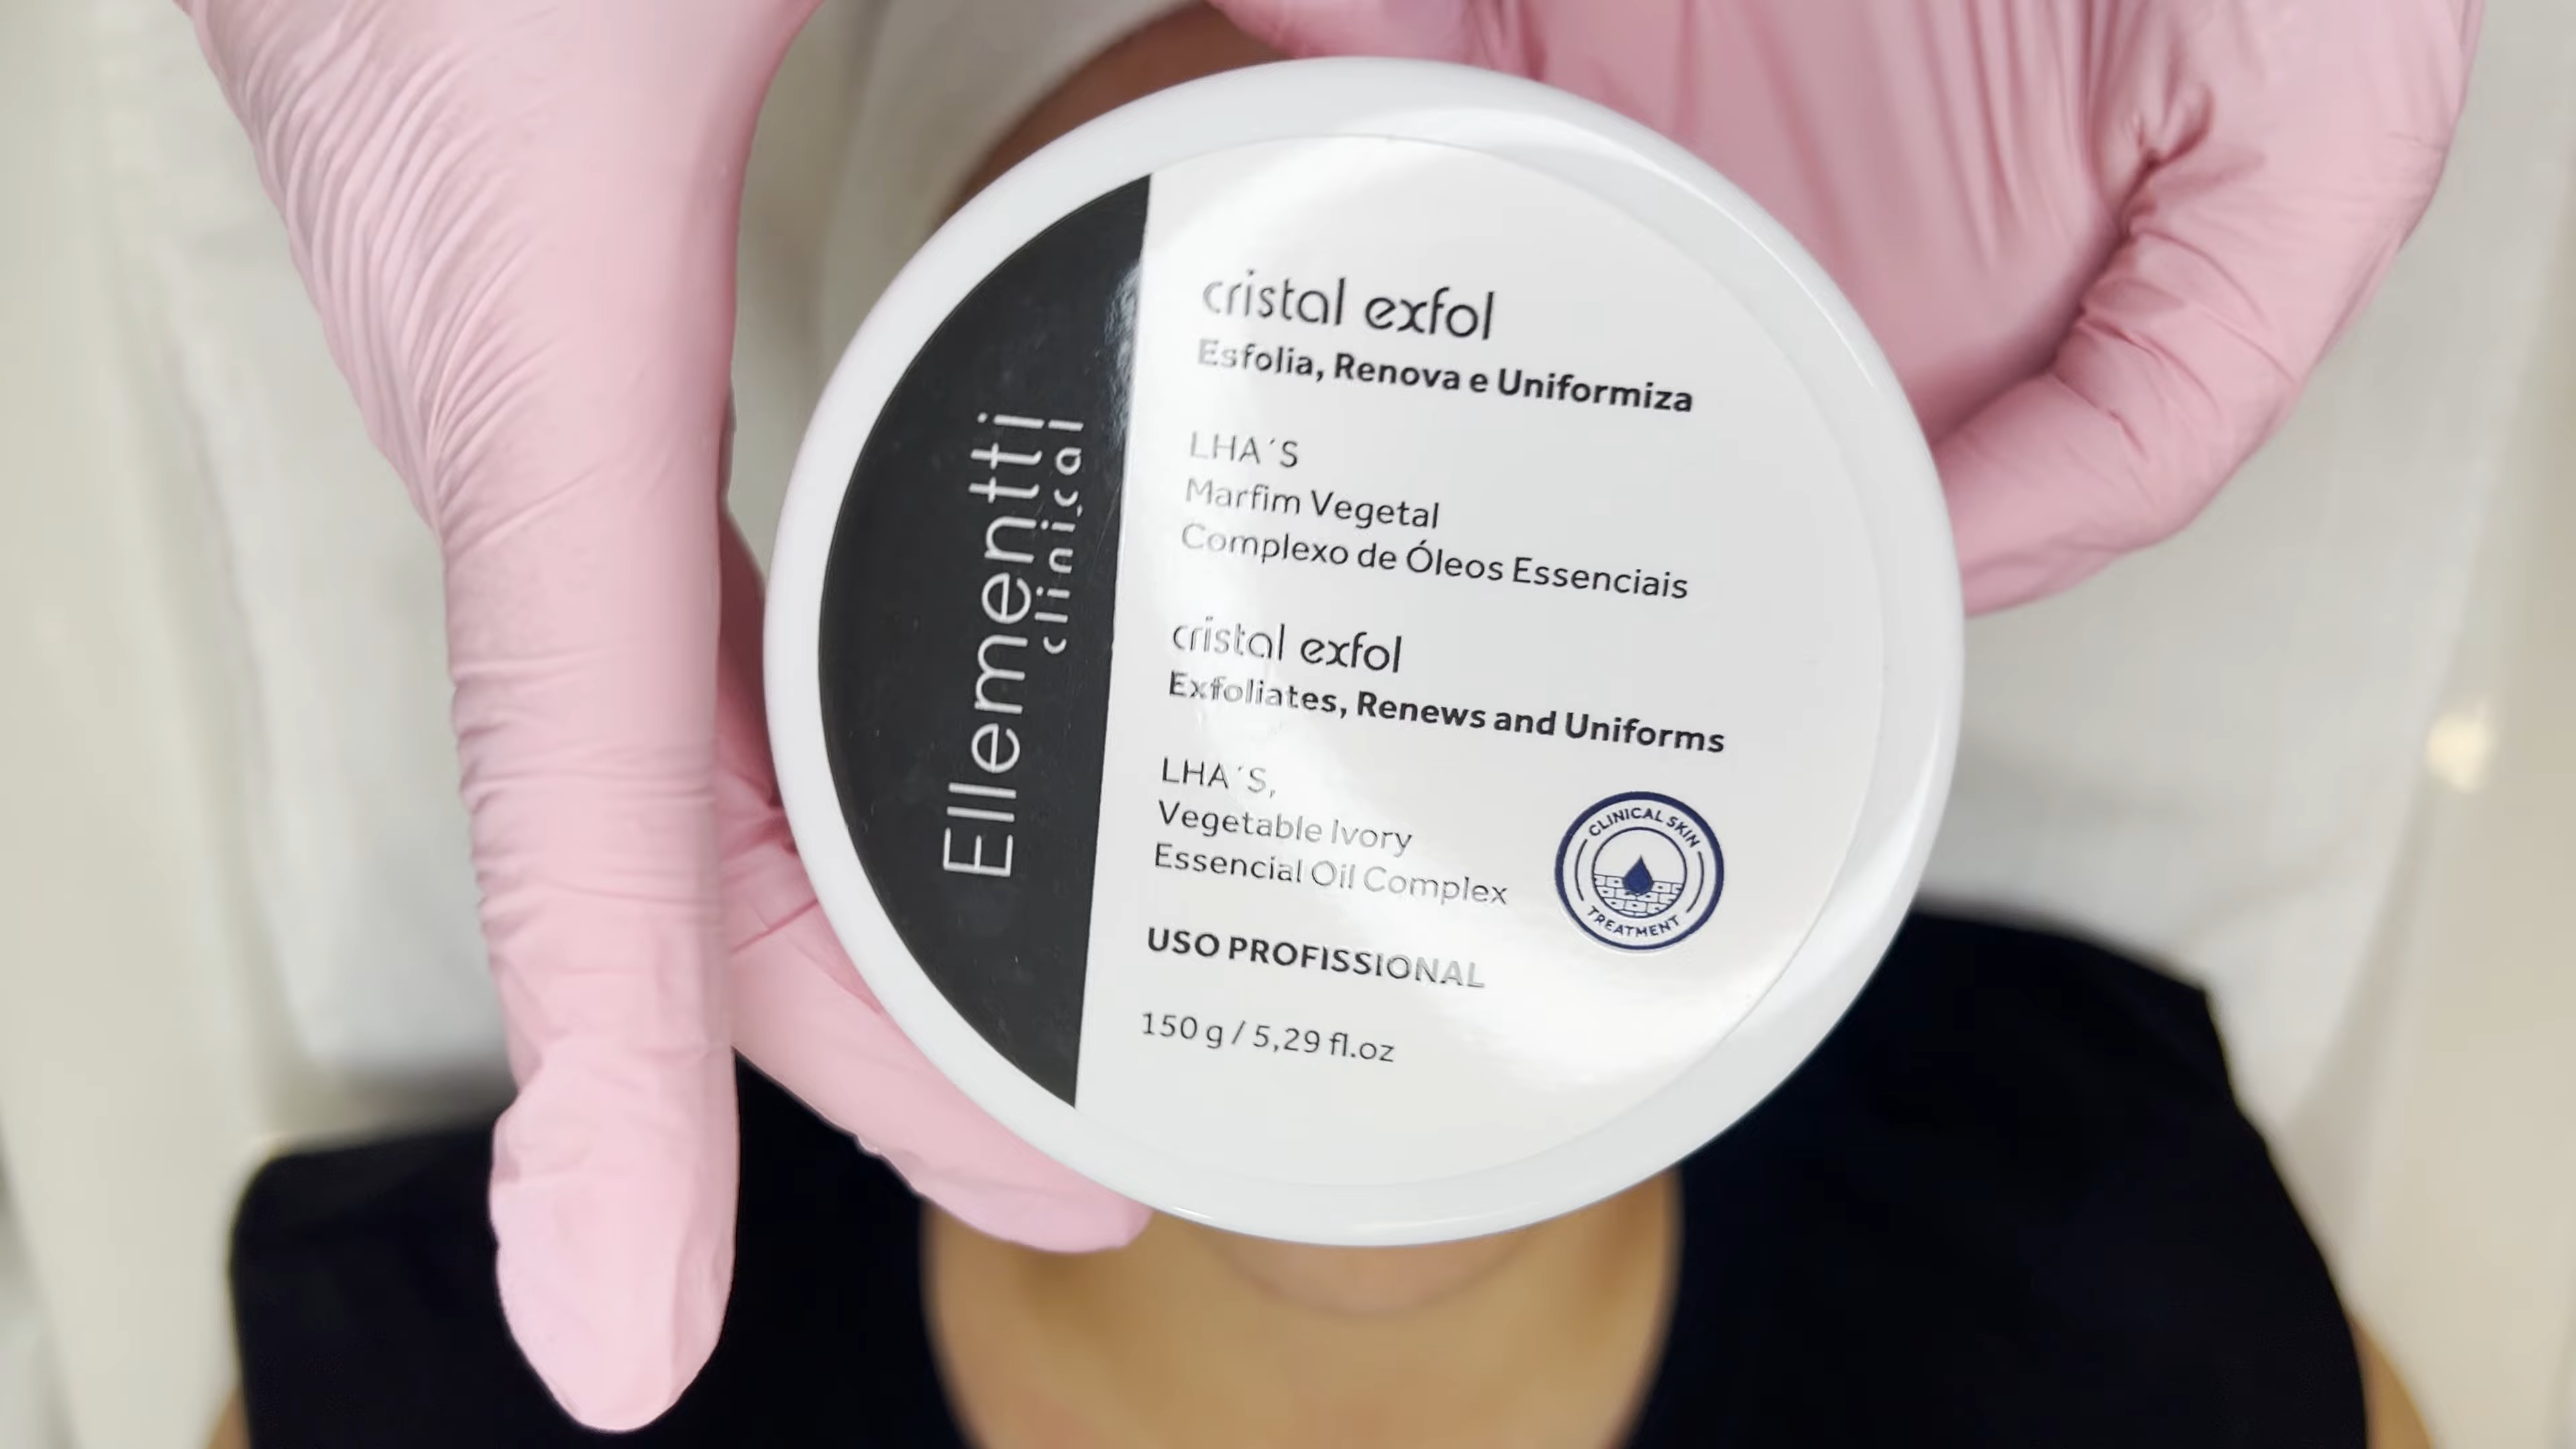 Ellementti
clinical
cristal exfol
Esfolia, Renova e Uniformiza
LHA´S
Marfim Vegetal
Complexo de Óleos Essenciais
cristal exfol
Exfoliates, Renews and Uniforms
LHA´S,
Vegetable Ivory
Essencial Oil Complex
CLINICAL SKIN
TREATMENT
USO PROFISSIONAL
150 g / 5,29 fl.oz